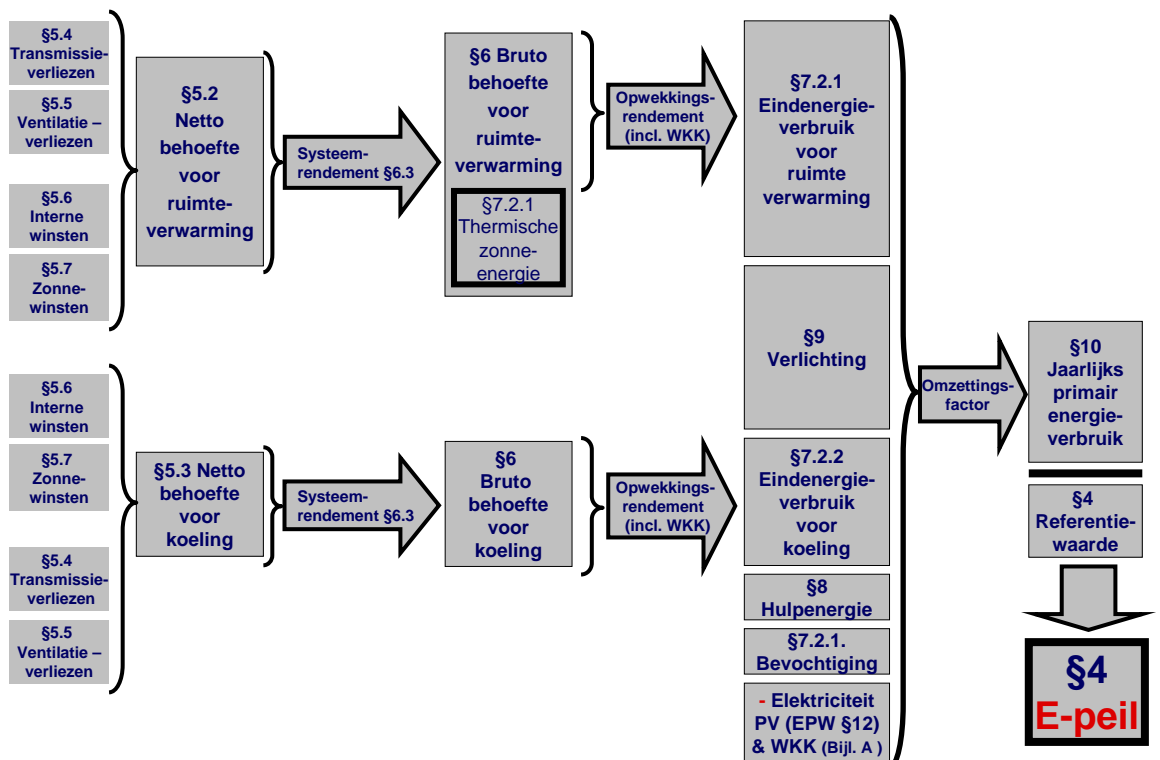 §5.4
Transmissie-
verliezen
§5.5
Ventilatie –
verliezen
§5.6
Interne
winsten
§5.7
Zonne-
winsten
§5.2
Netto
behoefte
voor
ruimte-
verwarming
Systeem-
rendement §6.3
§6 Bruto
behoefte
voor
ruimte-
verwarming
§7.2.1
Thermische
zonne-
energie
Opwekkings-
rendement
(incl. WKK)
§7.2.1
Eindenergie-
verbruik
voor
ruimte
verwarming
§9
Verlichting
§5.6
Interne
winsten
§5.7
Zonne-
winsten
§5.4
Transmissie-
verliezen
§5.5
Ventilatie –
verliezen
§5.3 Netto
behoefte
voor
koeling
Systeem-
rendement §6.3
§6
Bruto
behoefte
voor
koeling
Opwekkings-
rendement
(incl. WKK)
§7.2.2
Eindenergie-
verbruik
voor
koeling
§8
Hulpenergie
§7.2.1.
Bevochtiging
- Elektriciteit
PV (EPW §12)
& WKK (Bijl. A )
Omzettings-
factor
§10
Jaarlijks
primair
energie-
verbruik
§4
Referentie-
waarde
§4
E-peil